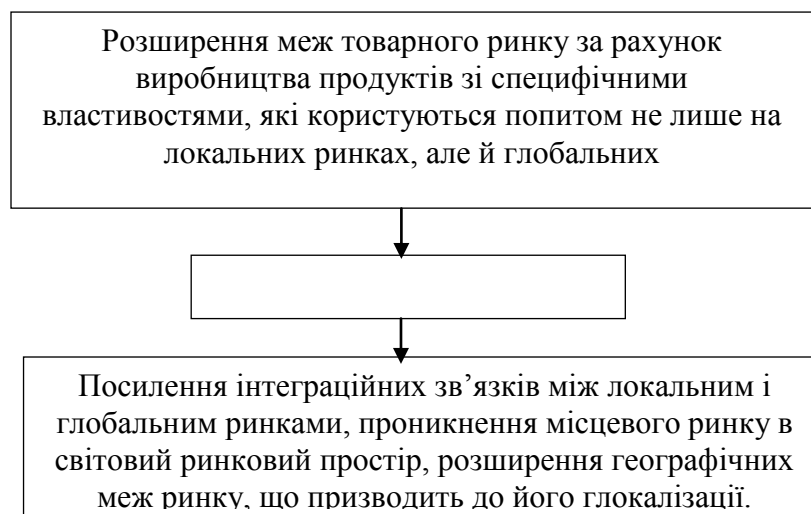 Розширення меж товарного ринку за рахунок
виробництва продуктів зі специфічними
властивостями, які користуються попитом не лише на
локальних ринках, але й глобальних
Посилення інтеграційних зв’язків між локальним і
глобальним ринками, проникнення місцевого ринку в
світовий ринковий простір, розширення географічних
меж ринку, що призводить до його глокалізації.